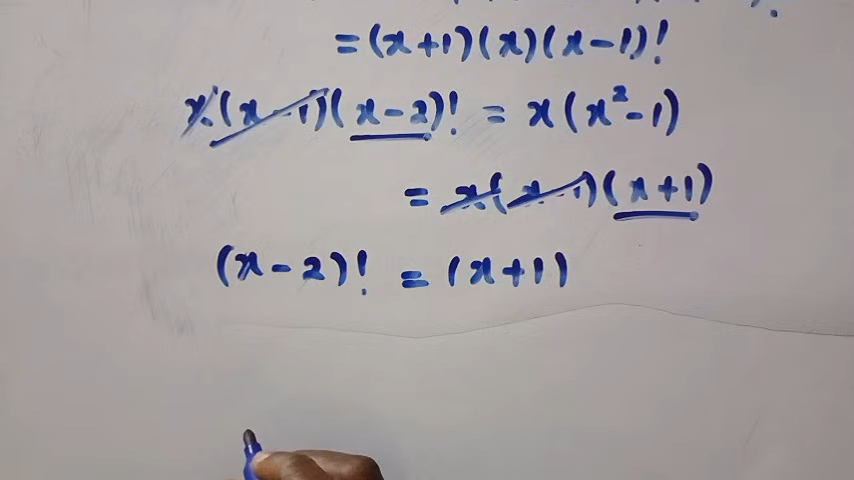 =(x+1)(x)(x-1)!
x.(x-1)(x-2)! = x(x²-1)
= x.(x-1)(x+1)
(x-2)! = (x+1)